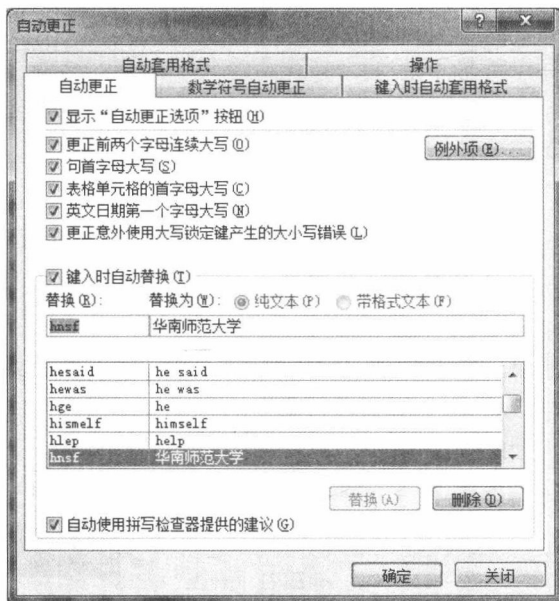 自动更正
自动套用格式 操作
自动更正 数学符号自动更正 键入时自动套用格式
显示“自动更正选项”按钮(H)
更正前两个字母连续大写(O) 例外项(E)...
句首字母大写(S)
表格单元格的首字母大写(C)
英文日期第一个字母大写(N)
更正意外使用大写锁定键产生的大小写错误(L)
键入时自动替换(T)
替换(R): 替换为(W): 纯文本(P) 带格式文本(F)
hnsf 华南师范大学
hesaid he said
hewas he was
hge he
hismelf himself
hlep help
hnsf 华南师范大学
替换(A) 删除(D)
自动使用拼写检查器提供的建议(G)
确定 关闭